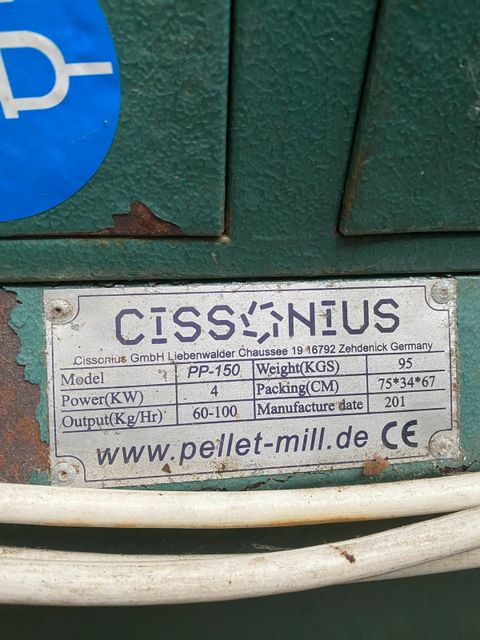 CISSONIUS
Cissonius GmbH Liebenwalder Chaussee 19 16792 Zehdenick Germany
Model PP-150 Weight(KGS) 95
Power(KW) 4 Packing(CM) 75*34*67
Output(Kg/Hr) 60-100 Manufacture date 201
www.pellet-mill.de CE